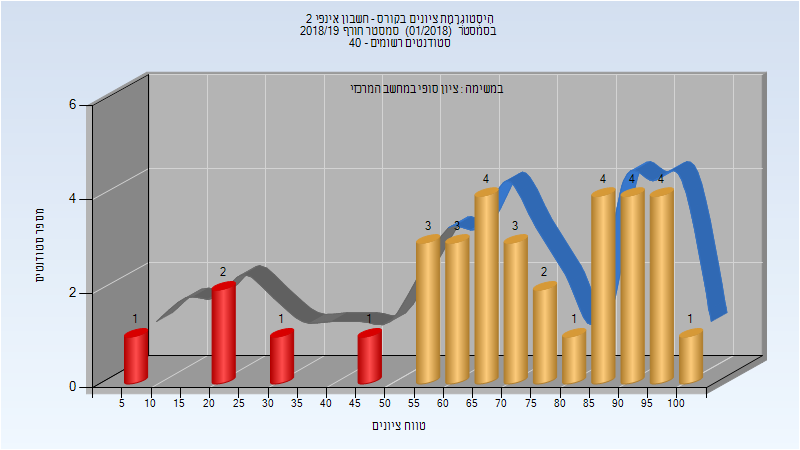 היסטוגרמת ציונים בקורס - חשבון אינפי 2
בסמסטר (01/2018) סמסטר חורף 2018/19
סטודנטים רשומים - 40
במשימה : ציון סופי במחשב המרכזי
מספר סטודנטים
6
4
2
0
1
2
1
1
3
3
4
3
2
1
4
4
4
1
5 10 15 20 25 30 35 40 45 50 55 60 65 70 75 80 85 90 95 100
טווח ציונים